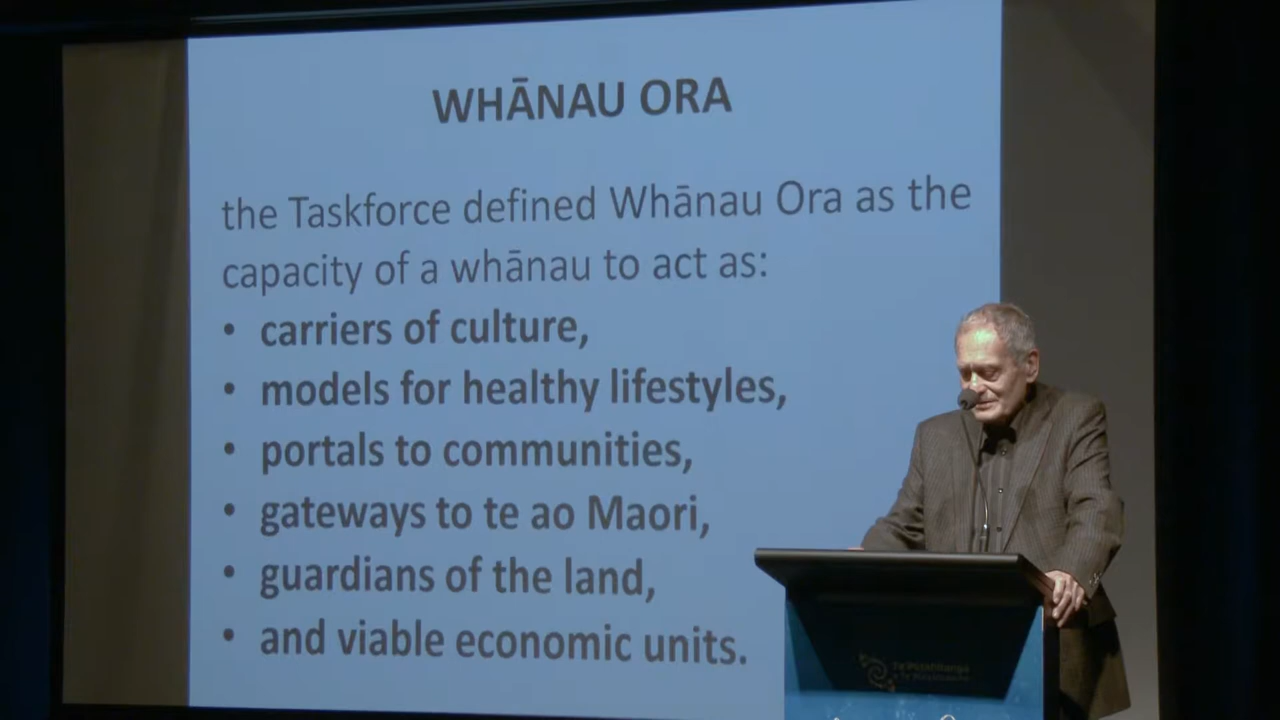 WHĀNAU ORA
the Taskforce defined Whānau Ora as the
capacity of a whānau to act as:
• carriers of culture,
• models for healthy lifestyles,
• portals to communities,
• gateways to te ao Maori,
• guardians of the land,
• and viable economic units.